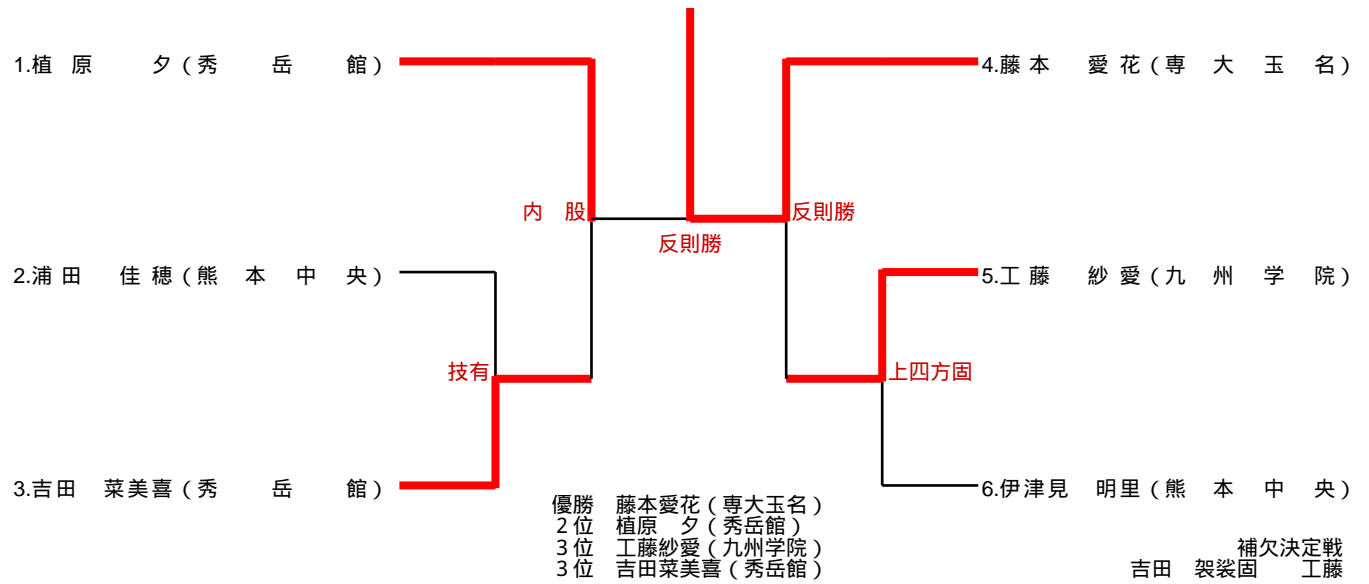 1.植原　夕（秀岳館）
4.藤本　愛花（専大玉名）
内股
反則勝
反則勝
2.浦田　佳穂（熊本中央）
5.工藤　紗愛（九州学院）
技有
上四方固
3.吉田　菜美喜（秀岳館）
6.伊津見　明里（熊本中央）
優勝　藤本愛花（専大玉名）
2位　植原　夕（秀岳館）
3位　工藤紗愛（九州学院）
3位　吉田菜美喜（秀岳館）
補欠決定戦
吉田　袈裟固　工藤